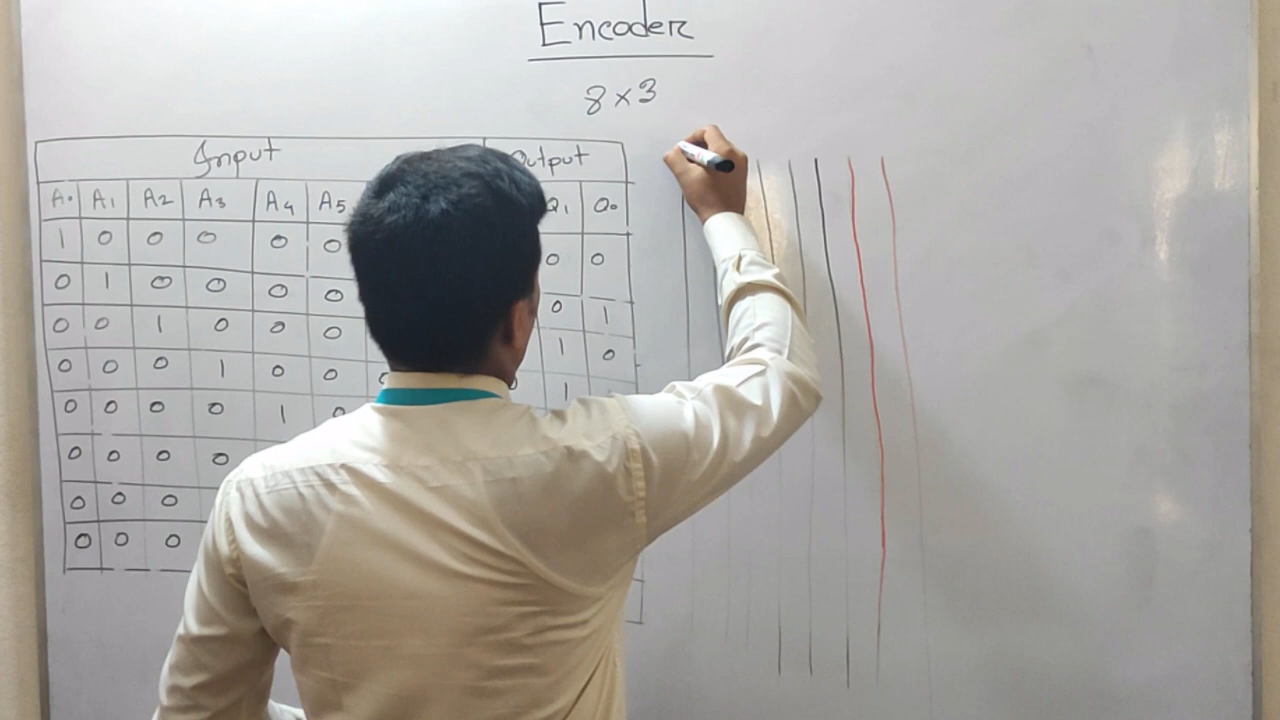 Encoder
8 x 3
Input Output
A0 A1 A2 A3 A4 A5 Q1 Q0
1 0 0 0 0 0 0 0
0 1 0 0 0 0 0 1
0 0 1 0 0 0 1 0
0 0 0 1 0 0 1
0 0 0 0 1 0
0 0 0 0
0 0 0
0 0 0